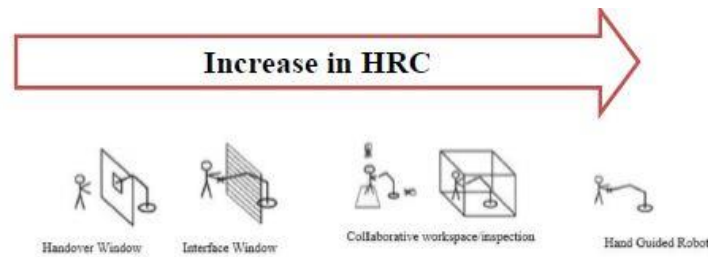 Increase in HRC
Handover Window
Interface Window
Collaborative workspace/inspection
Hand Guided Robot